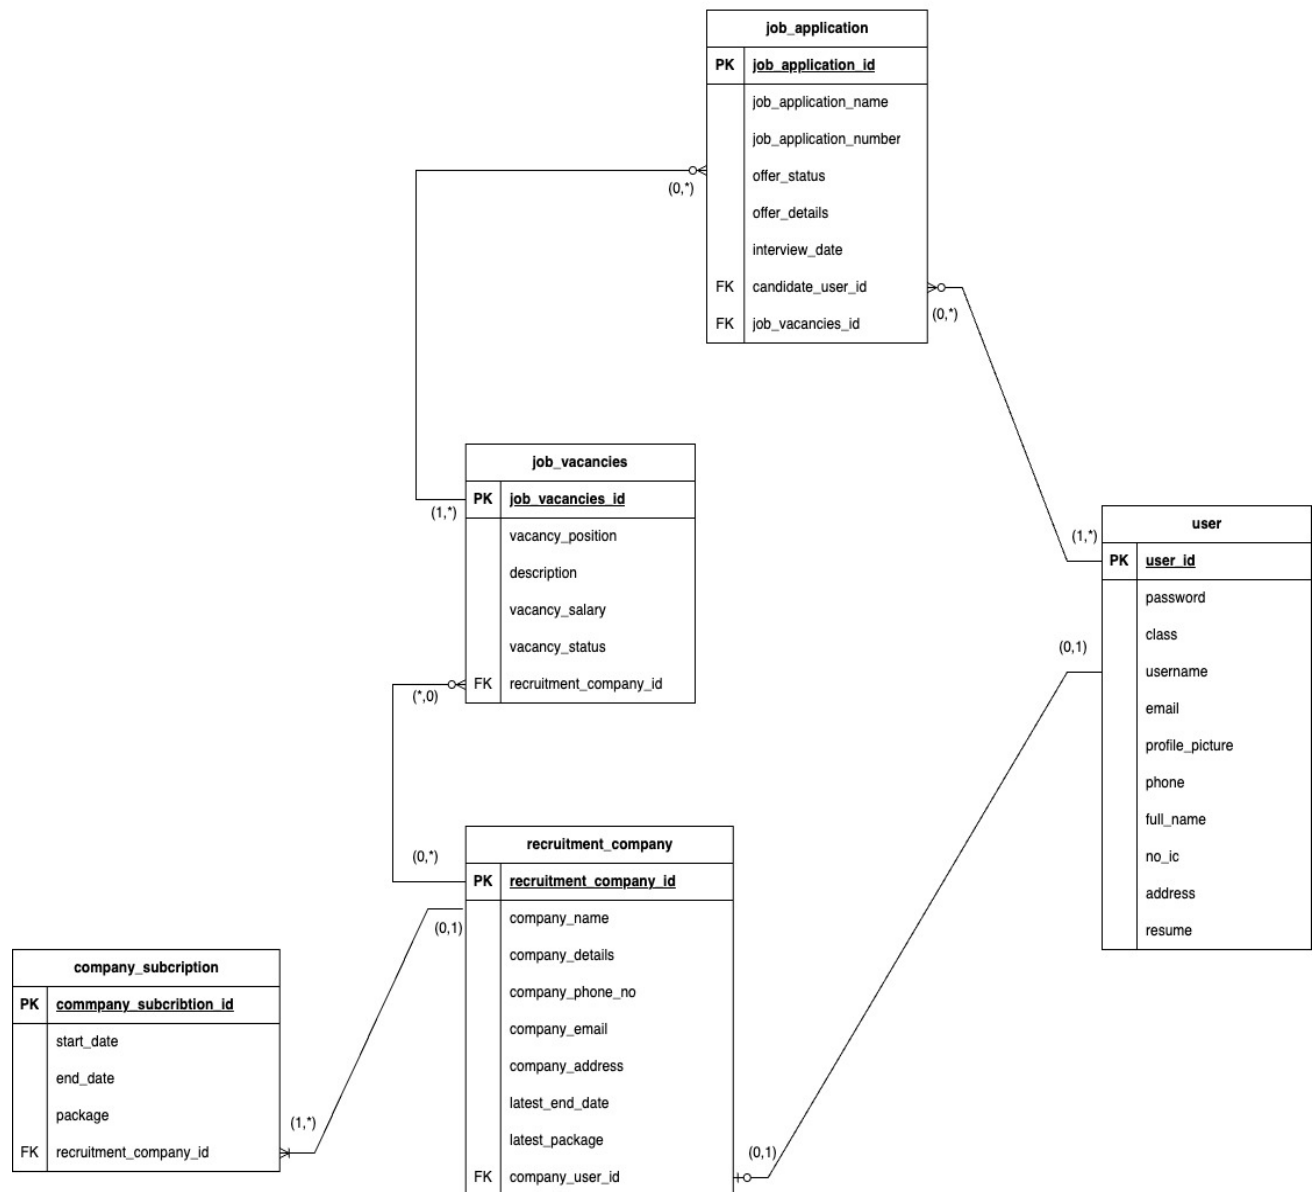 job_application
PK job_application_id
job_application_name
job_application_number
offer_status
offer_details
interview_date
FK candidate_user_id
FK job_vacancies_id
(0,*)
(0,*)
job_vacancies
PK job_vacancies_id
vacancy_position
description
vacancy_salary
vacancy_status
FK recruitment_company_id
(1,*)
(*,0)
user
PK user_id
password
class
username
email
profile_picture
phone
full_name
no_ic
address
resume
(1,*)
(0,1)
recruitment_company
PK recruitment_company_id
company_name
company_details
company_phone_no
company_email
company_address
latest_end_date
latest_package
FK company_user_id
(0,*)
(0,1)
(0,1)
company_subcription
PK commpany_subcribtion_id
start_date
end_date
package
FK recruitment_company_id
(1,*)